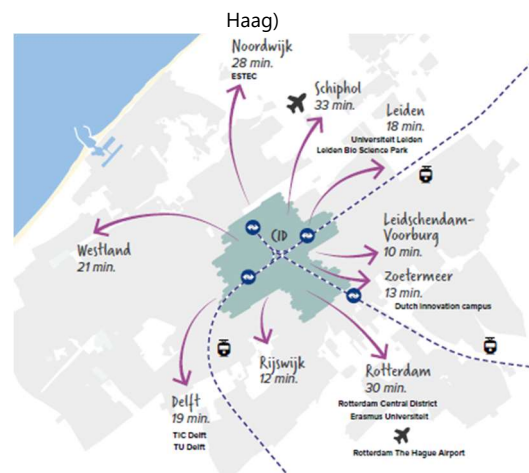 Haag)
Noordwijk
28 min.
ESTEC
Schiphol
33 min.
Leiden
18 min.
Universiteit Leiden
Leiden Bio Science Park
CID
Westland
21 min.
Leidschendam-
Voorburg
10 min.
Zoetermeer
13 min.
Dutch Innovation campus
Rijswijk
12 min.
Rotterdam
30 min.
Rotterdam Central District
Erasmus Universiteit
Rotterdam The Hague Airport
Delft
19 min.
TIC Delft
TU Delft